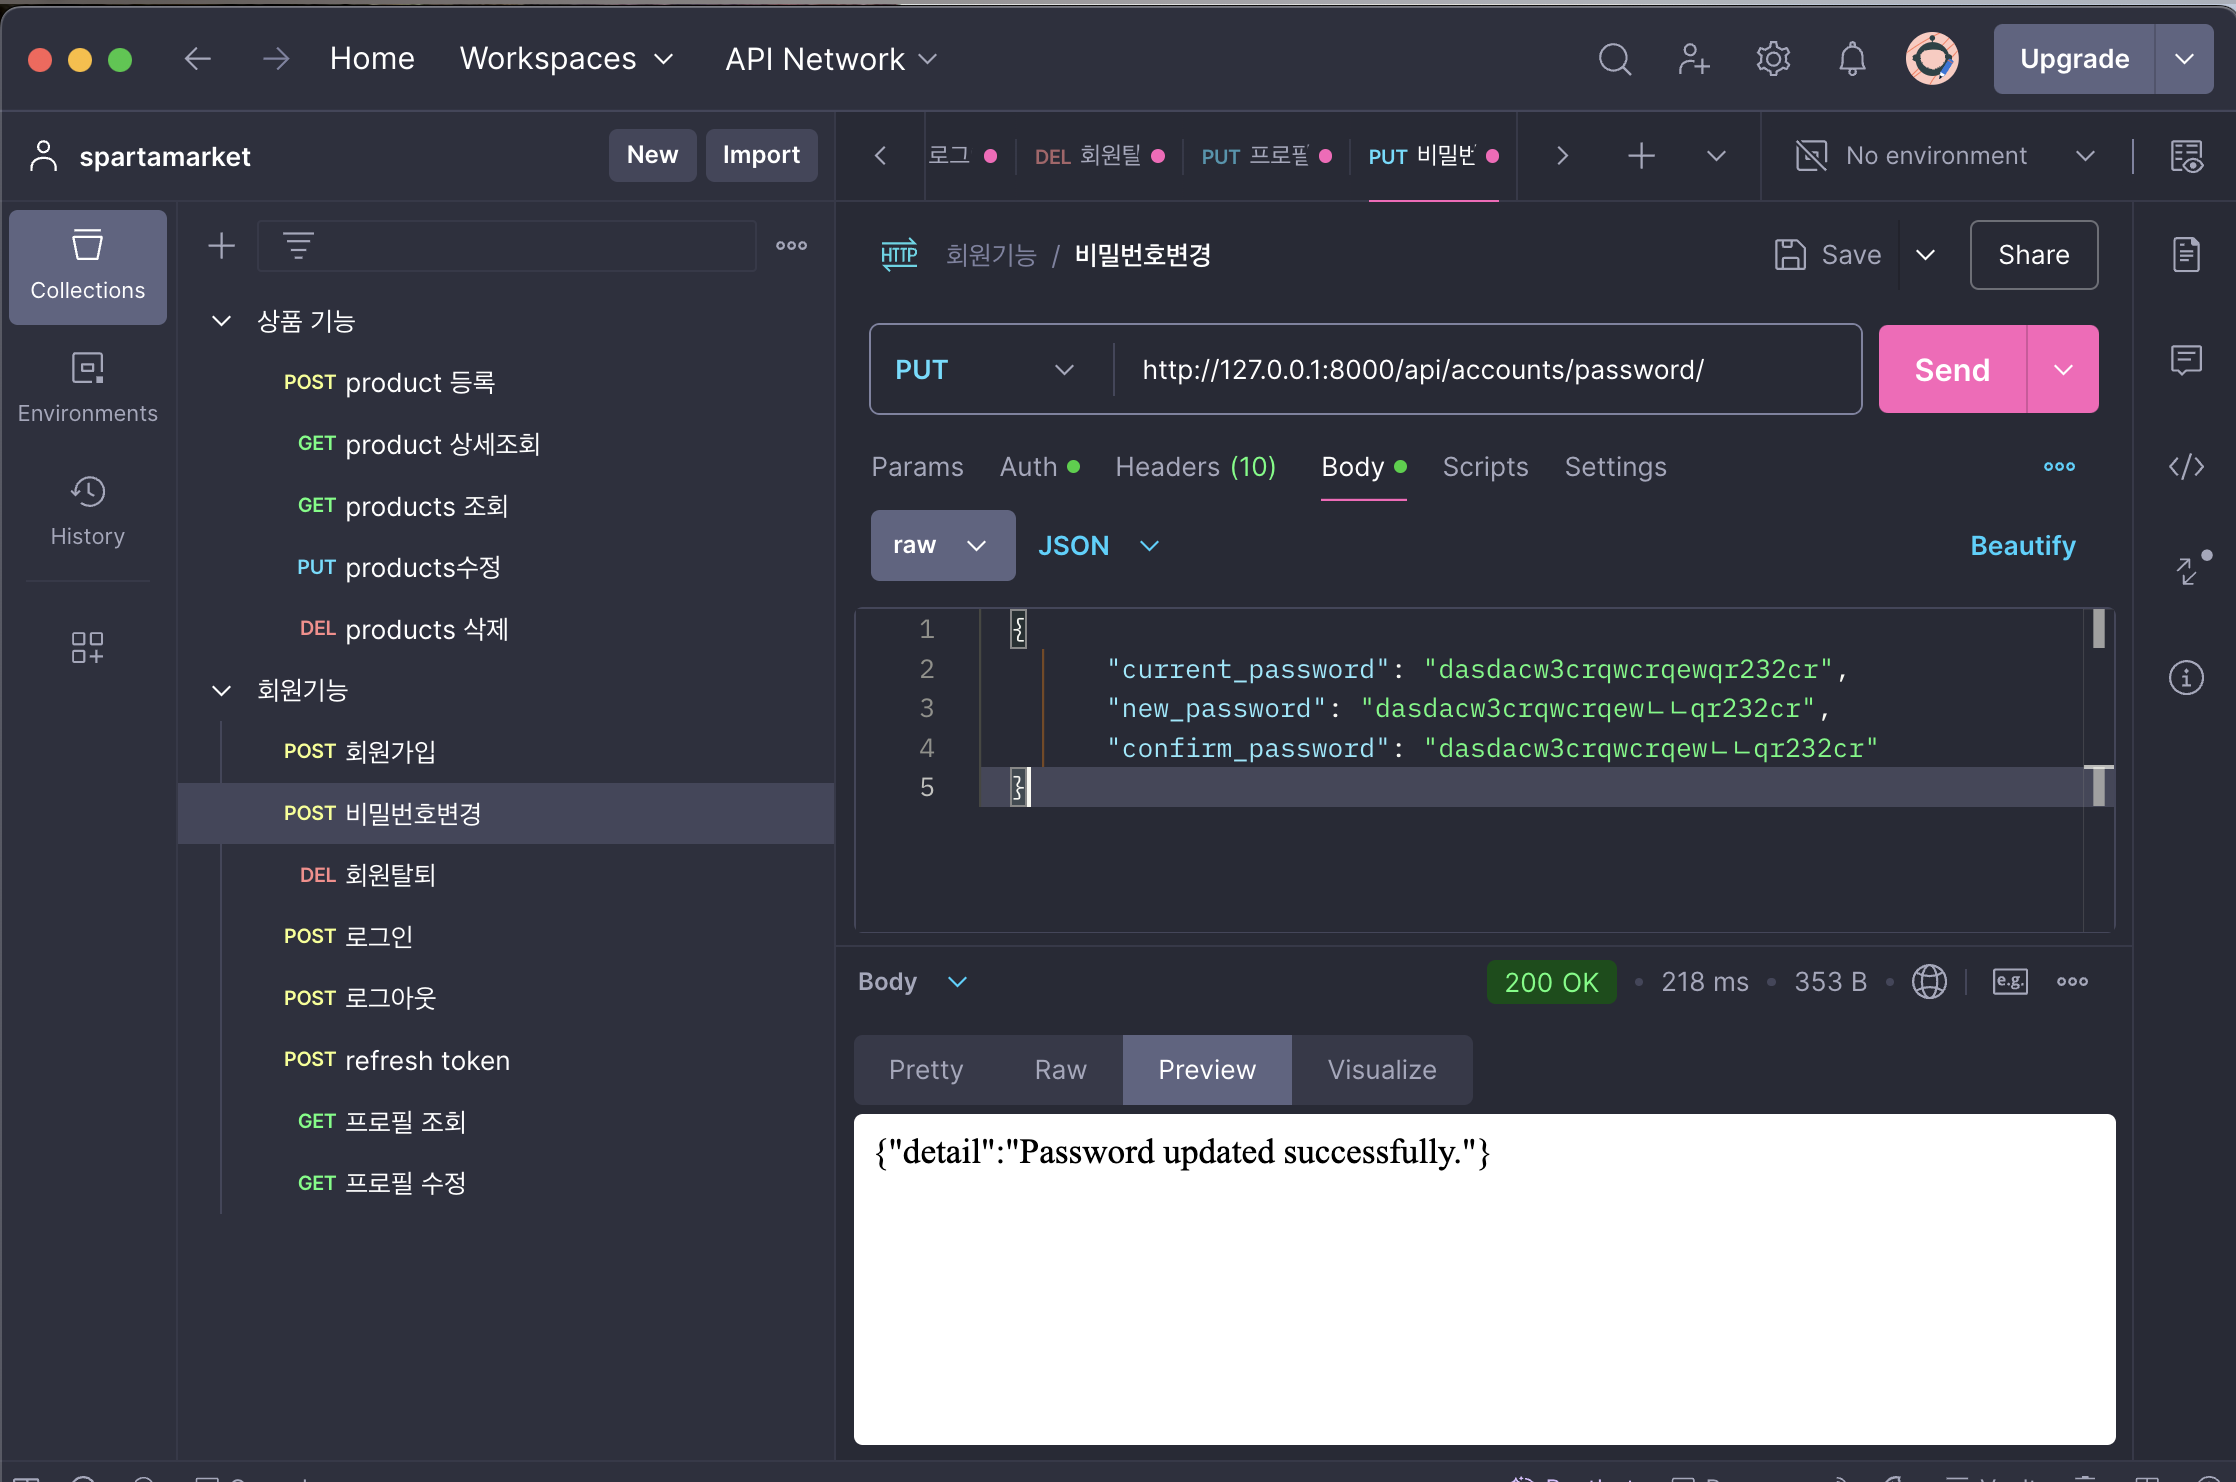 Home Workspaces API Network Upgrade
spartamarket New Import
로그 DEL 회원탈 PUT 프로필 PUT 비밀번 No environment
Collections
Environments
History
상품 기능
POST product 등록
GET product 상세조회
GET products 조회
PUT products수정
DEL products 삭제
회원기능
POST 회원가입
POST 비밀번호변경
DEL 회원탈퇴
POST 로그인
POST 로그아웃
POST refresh token
GET 프로필 조회
GET 프로필 수정
HTTP 회원기능 / 비밀번호변경 Save Share
PUT http://127.0.0.1:8000/api/accounts/password/ Send
Params Auth Headers (10) Body Scripts Settings
raw JSON Beautify
1 {
2 "current_password": "dasdacw3crqwcrqewqr232cr",
3 "new_password": "dasdacw3crqwcrqewㄴㄴqr232cr",
4 "confirm_password": "dasdacw3crqwcrqewㄴㄴqr232cr"
5 }
Body 200 OK • 218 ms • 353 B • e.g.
Pretty Raw Preview Visualize
{"detail":"Password updated successfully."}